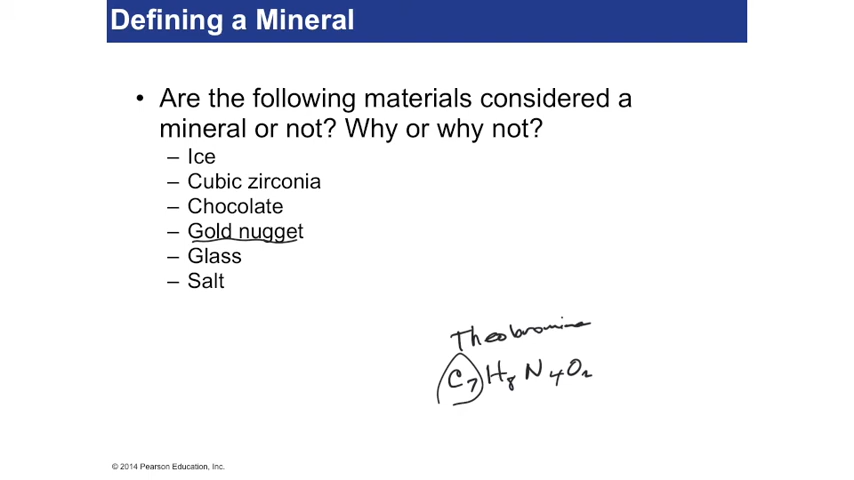 Defining a Mineral
• Are the following materials considered a
mineral or not? Why or why not?
– Ice
– Cubic zirconia
– Chocolate
– Gold nugget
– Glass
– Salt
Theobromine
C₇H₈N₄O₂
© 2014 Pearson Education, Inc.